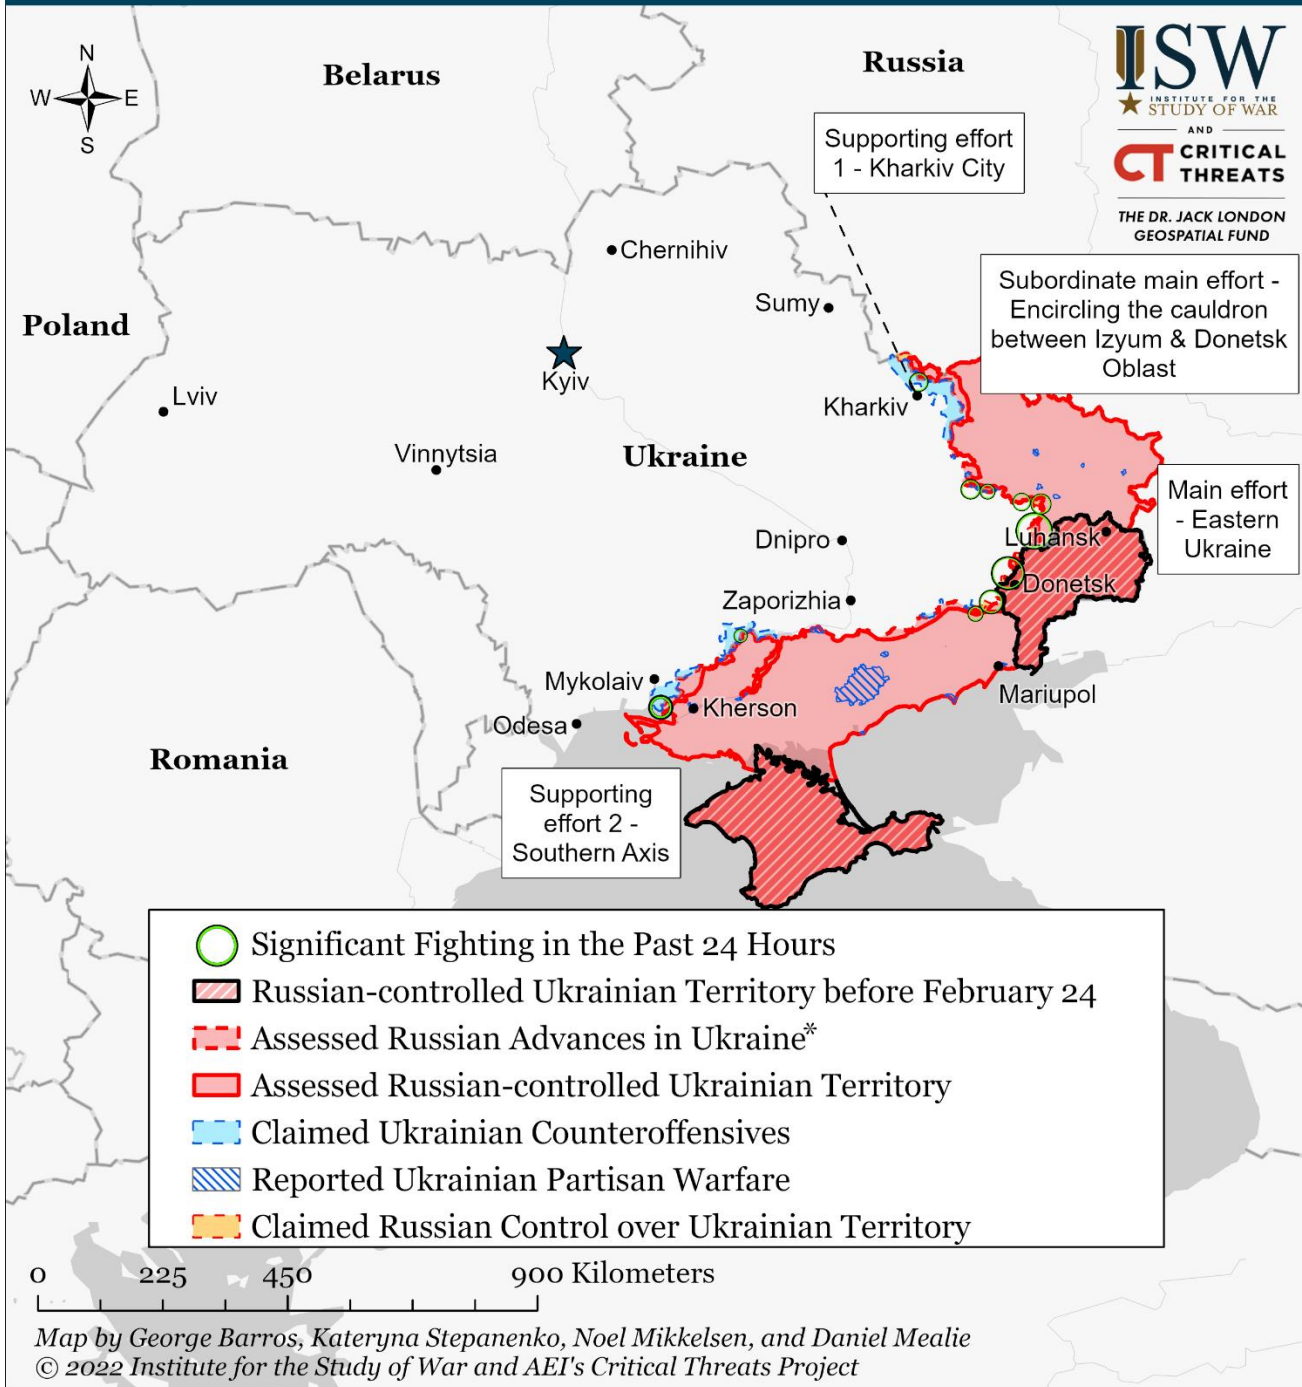 N
W
E
S
Belarus
Russia
ISW
INSTITUTE FOR THE
STUDY OF WAR
AND
CT CRITICAL
THREATS
THE DR. JACK LONDON
GEOSPATIAL FUND
Supporting effort
1 - Kharkiv City
Chernihiv
Subordinate main effort -
Encircling the cauldron
between Izyum & Donetsk
Oblast
Sumy
Poland
Kyiv
Lviv
Kharkiv
Vinnytsia
Ukraine
Main effort
- Eastern
Ukraine
Dnipro
Luhansk
Donetsk
Zaporizhia
Mykolaiv
Mariupol
Kherson
Odesa
Romania
Supporting
effort 2 -
Southern Axis
Significant Fighting in the Past 24 Hours
Russian-controlled Ukrainian Territory before February 24
Assessed Russian Advances in Ukraine*
Assessed Russian-controlled Ukrainian Territory
Claimed Ukrainian Counteroffensives
Reported Ukrainian Partisan Warfare
Claimed Russian Control over Ukrainian Territory
0 225 450 900 Kilometers
Map by George Barros, Kateryna Stepanenko, Noel Mikkelsen, and Daniel Mealie
© 2022 Institute for the Study of War and AEI's Critical Threats Project